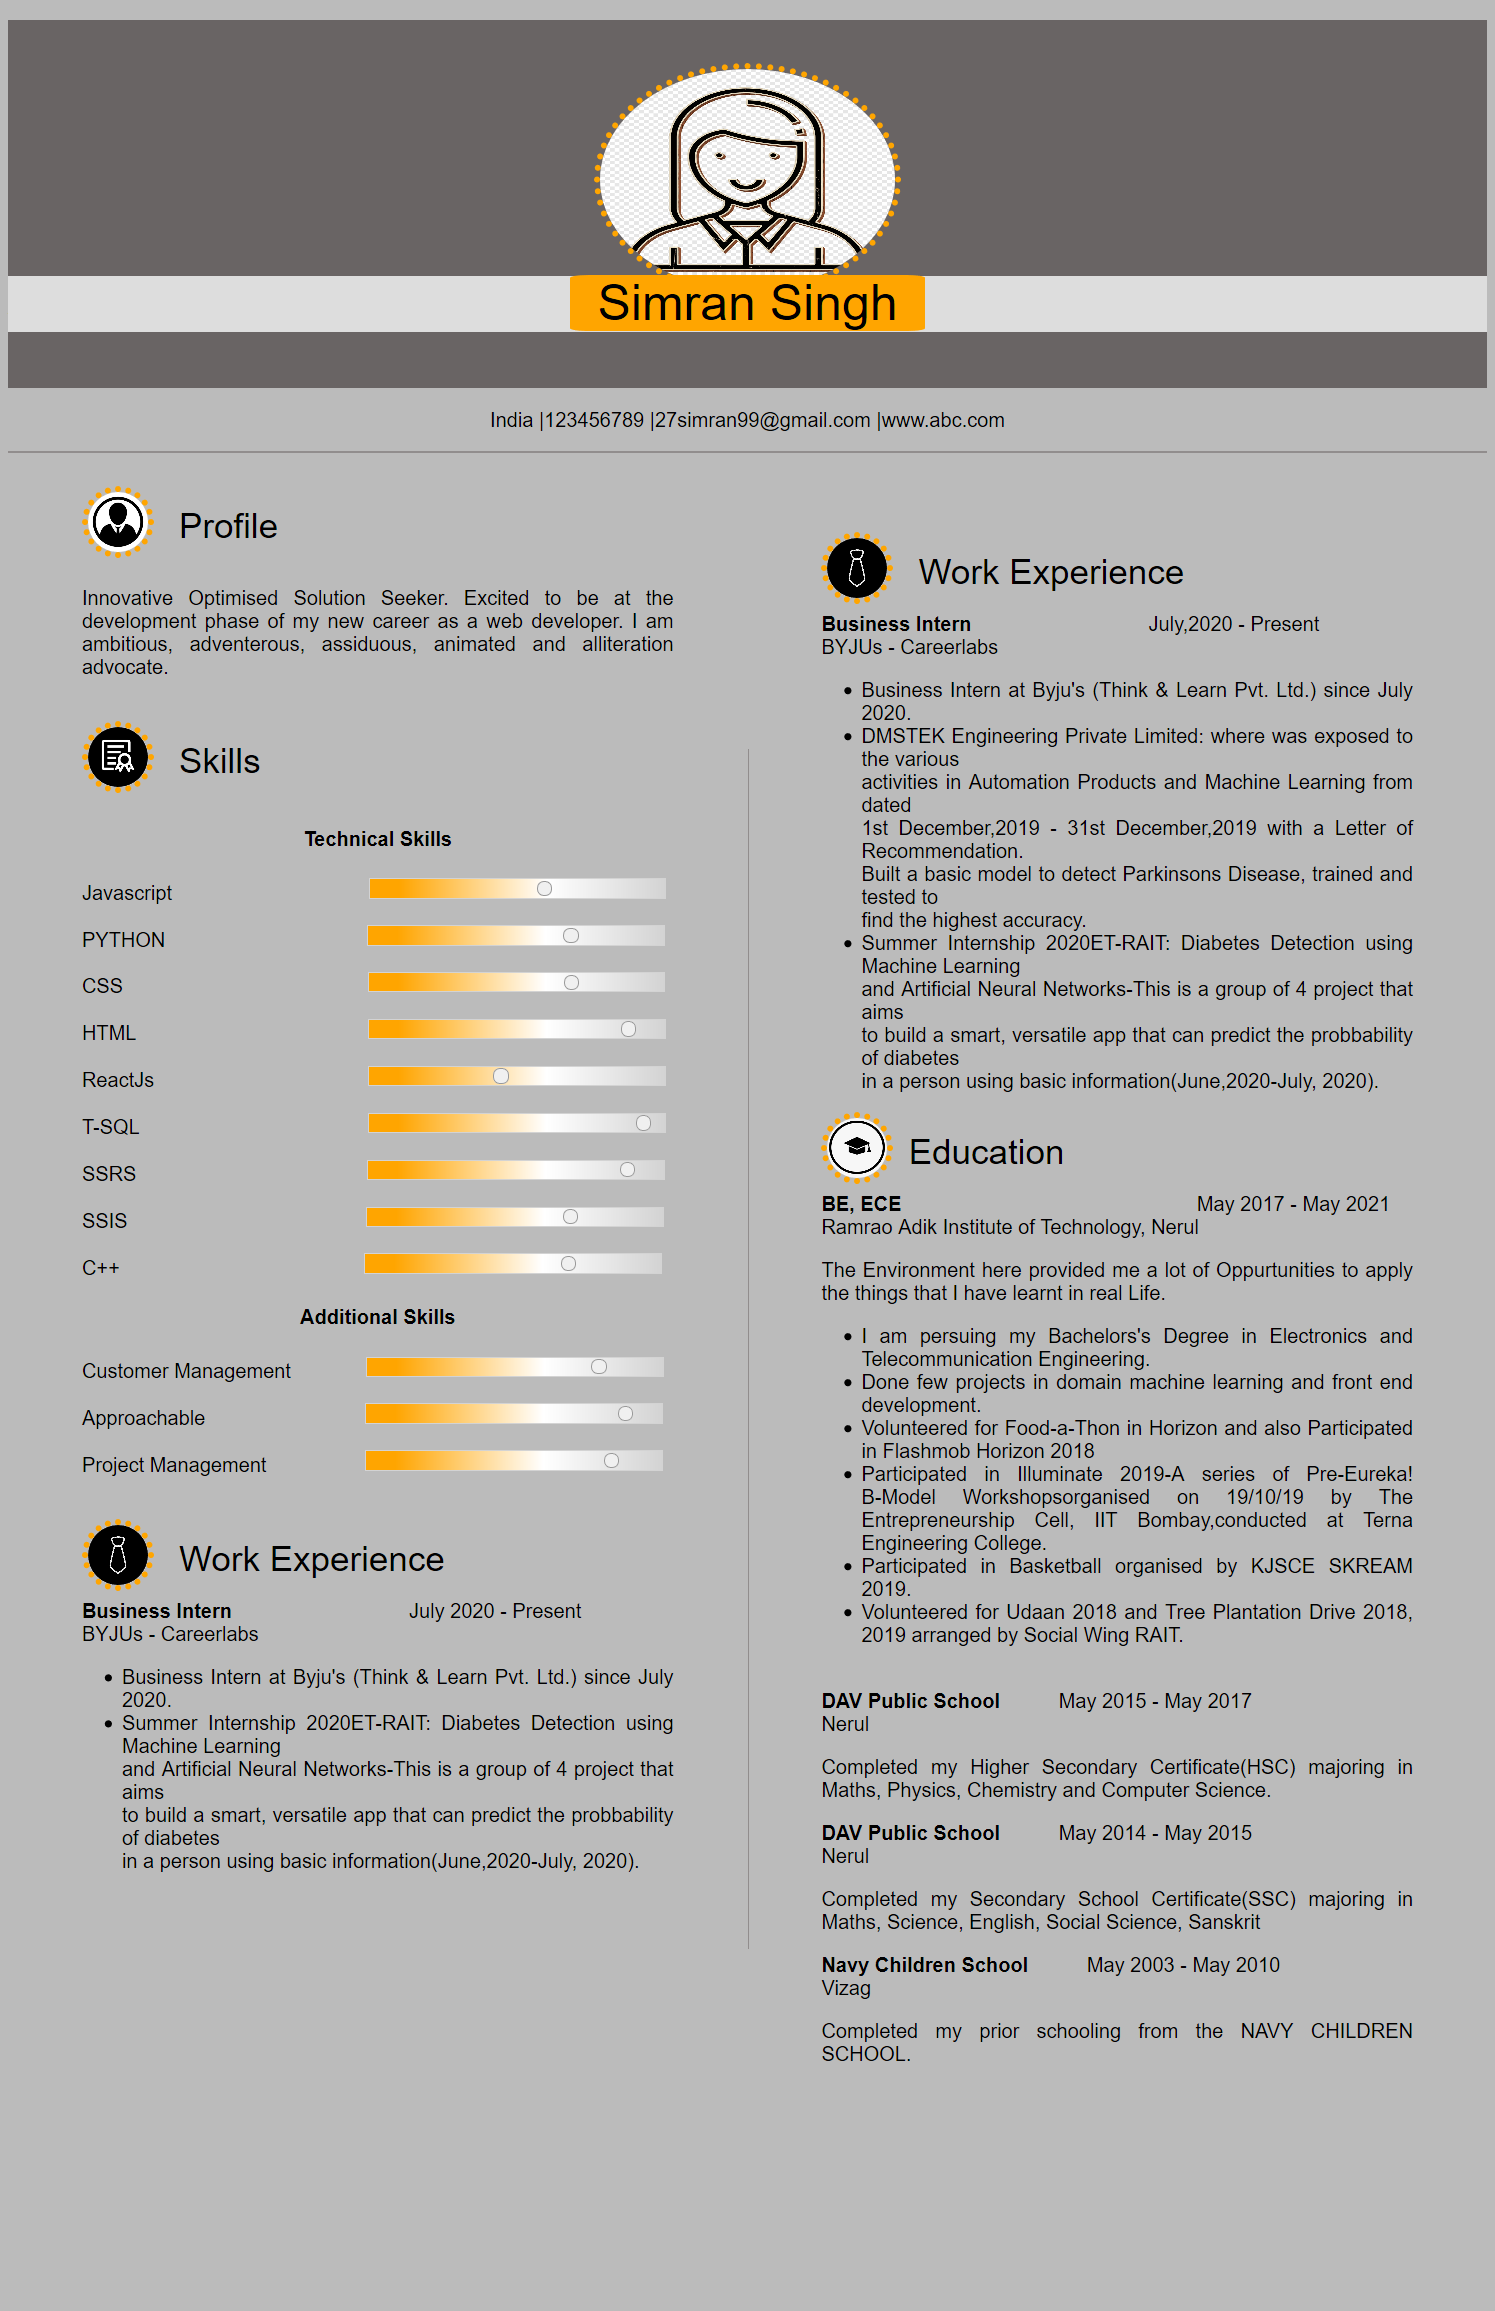 Simran Singh
India |123456789 |27simran99@gmail.com |www.abc.com
Profile
Innovative Optimised Solution Seeker. Excited to be at the
development phase of my new career as a web developer. I am
ambitious, adventerous, assiduous, animated and alliteration
advocate.
Skills
Technical Skills
Javascript
PYTHON
CSS
HTML
ReactJs
T-SQL
SSRS
SSIS
C++
Additional Skills
Customer Management
Approachable
Project Management
Work Experience
Business Intern July 2020 - Present
BYJUs - Careerlabs
• Business Intern at Byju's (Think & Learn Pvt. Ltd.) since July
2020.
• Summer Internship 2020ET-RAIT: Diabetes Detection using
Machine Learning
and Artificial Neural Networks-This is a group of 4 project that
aims
to build a smart, versatile app that can predict the probbability
of diabetes
in a person using basic information(June,2020-July, 2020).
Work Experience
Business Intern July,2020 - Present
BYJUs - Careerlabs
• Business Intern at Byju's (Think & Learn Pvt. Ltd.) since July
2020.
• DMSTEK Engineering Private Limited: where was exposed to
the various
activities in Automation Products and Machine Learning from
dated
1st December,2019 - 31st December,2019 with a Letter of
Recommendation.
Built a basic model to detect Parkinsons Disease, trained and
tested to
find the highest accuracy.
• Summer Internship 2020ET-RAIT: Diabetes Detection using
Machine Learning
and Artificial Neural Networks-This is a group of 4 project that
aims
to build a smart, versatile app that can predict the probbability
of diabetes
in a person using basic information(June,2020-July, 2020).
Education
BE, ECE May 2017 - May 2021
Ramrao Adik Institute of Technology, Nerul
The Environment here provided me a lot of Oppurtunities to apply
the things that I have learnt in real Life.
• I am persuing my Bachelors's Degree in Electronics and
Telecommunication Engineering.
• Done few projects in domain machine learning and front end
development.
• Volunteered for Food-a-Thon in Horizon and also Participated
in Flashmob Horizon 2018
• Participated in Illuminate 2019-A series of Pre-Eureka!
B-Model Workshopsorganised on 19/10/19 by The
Entrepreneurship Cell, IIT Bombay,conducted at Terna
Engineering College.
• Participated in Basketball organised by KJSCE SKREAM
2019.
• Volunteered for Udaan 2018 and Tree Plantation Drive 2018,
2019 arranged by Social Wing RAIT.
DAV Public School May 2015 - May 2017
Nerul
Completed my Higher Secondary Certificate(HSC) majoring in
Maths, Physics, Chemistry and Computer Science.
DAV Public School May 2014 - May 2015
Nerul
Completed my Secondary School Certificate(SSC) majoring in
Maths, Science, English, Social Science, Sanskrit
Navy Children School May 2003 - May 2010
Vizag
Completed my prior schooling from the NAVY CHILDREN
SCHOOL.